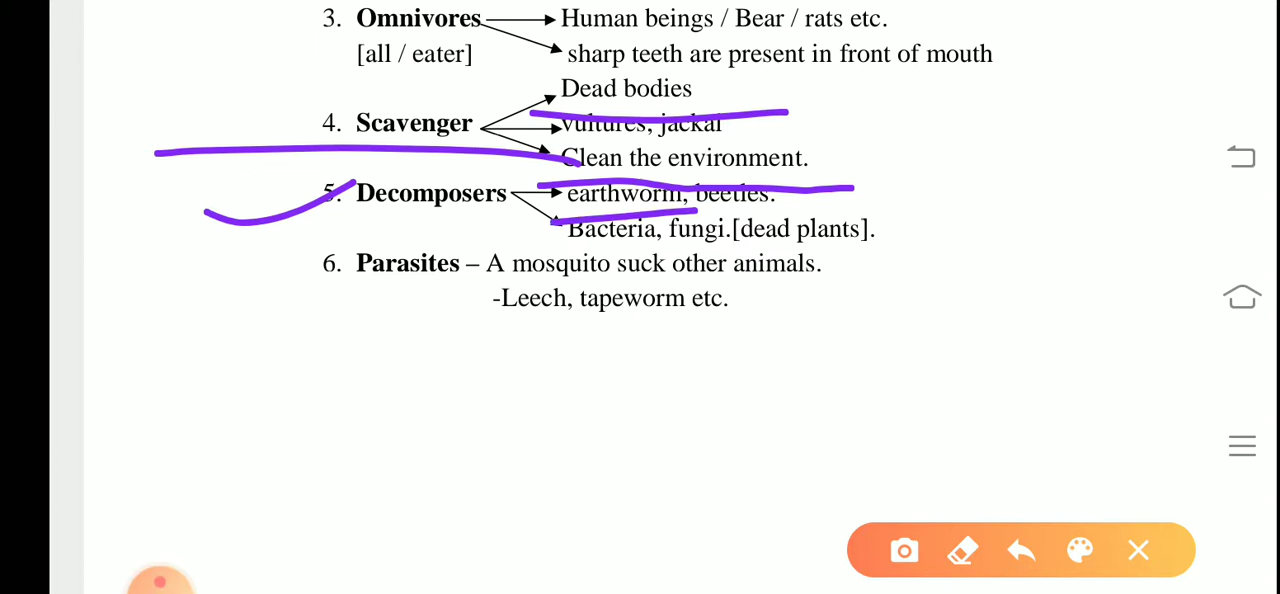 3. Omnivores Human beings / Bear / rats etc.
[all / eater] sharp teeth are present in front of mouth
Dead bodies
4. Scavenger vultures, jackal
Clean the environment.
5. Decomposers earthworm, beetles.
Bacteria, fungi.[dead plants].
6. Parasites – A mosquito suck other animals.
-Leech, tapeworm etc.